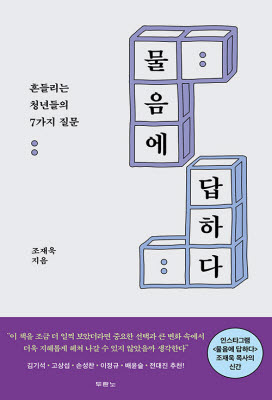 흔들리는
청년들의
7가지 질문
물음에
답하다
조재욱
지음
"이 책을 조금 더 일찍 보았더라면 중요한 선택과 큰 변화 속에서
더욱 지혜롭게 헤쳐 나갈 수 있지 않았을까 생각한다"
김기석·고상섭·손성찬·이정규·배윤슬·전대진 추천!
인스타그램
<물음에 답하다>
조재욱 목사의
신간
두란노